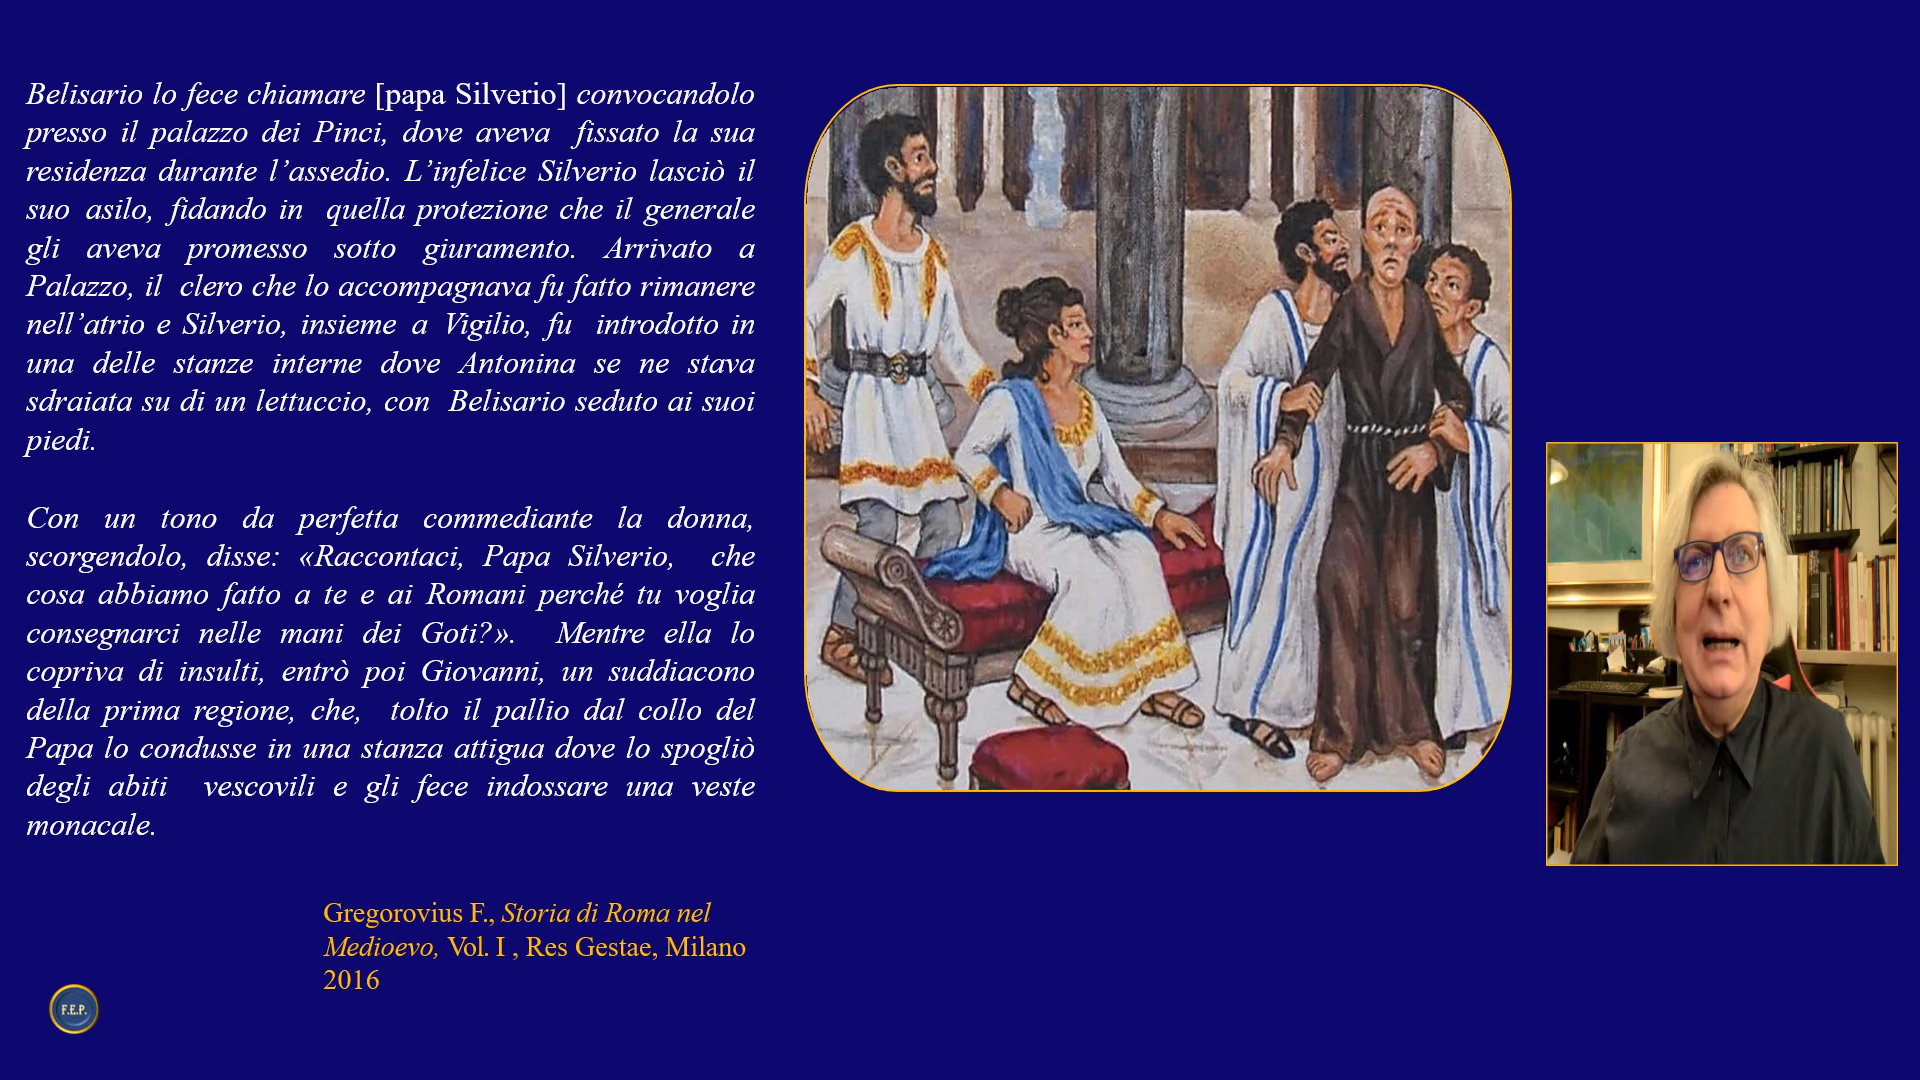 Belisario lo fece chiamare [papa Silverio] convocandolo
presso il palazzo dei Pinci, dove aveva fissato la sua
residenza durante l’assedio. L’infelice Silverio lasciò il
suo asilo, fidando in quella protezione che il generale
gli aveva promesso sotto giuramento. Arrivato a
Palazzo, il clero che lo accompagnava fu fatto rimanere
nell’atrio e Silverio, insieme a Vigilio, fu introdotto in
una delle stanze interne dove Antonina se ne stava
sdraiata su di un lettuccio, con Belisario seduto ai suoi
piedi.
Con un tono da perfetta commediante la donna,
scorgendolo, disse: «Raccontaci, Papa Silverio, che
cosa abbiamo fatto a te e ai Romani perché tu voglia
consegnarci nelle mani dei Goti?». Mentre ella lo
copriva di insulti, entrò poi Giovanni, un suddiacono
della prima regione, che, tolto il pallio dal collo del
Papa lo condusse in una stanza attigua dove lo spogliò
degli abiti vescovili e gli fece indossare una veste
monacale.
Gregorovius F., Storia di Roma nel
Medioevo, Vol. I , Res Gestae, Milano
2016
F.E.P.